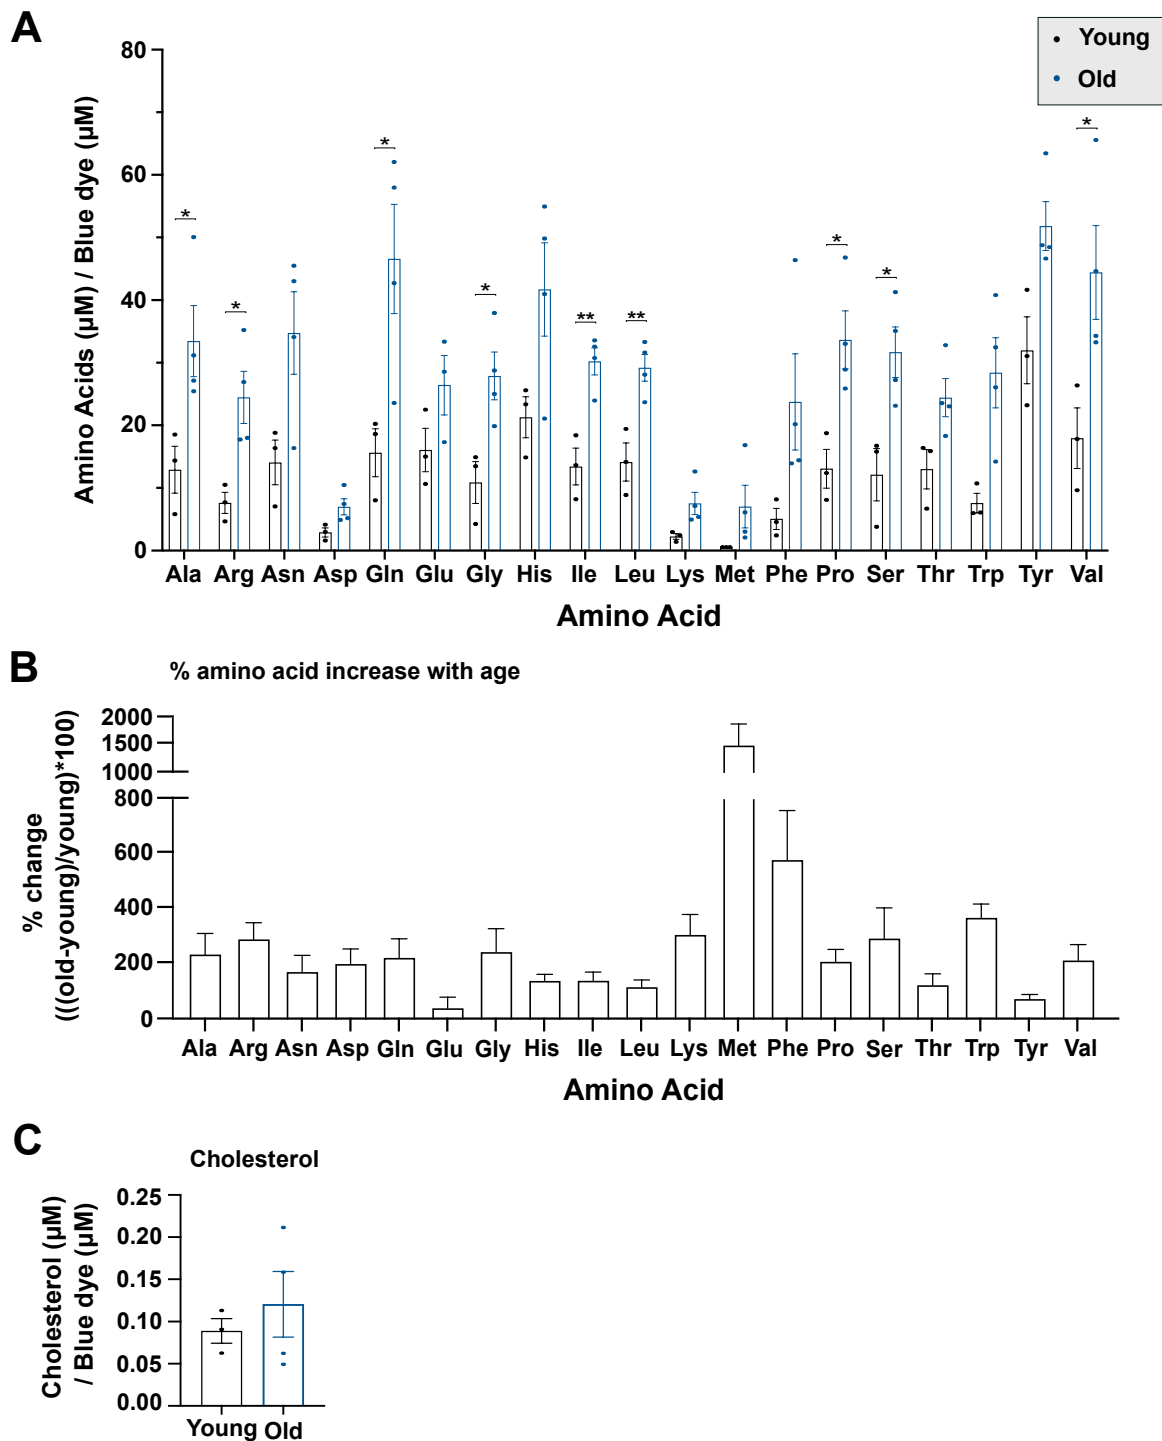 A
Young
Old
Amino Acids (µM) / Blue dye (µM)
80
60
40
20
0
*
*
*
*
**
**
*
*
*
Ala Arg Asn Asp Gln Glu Gly His Ile Leu Lys Met Phe Pro Ser Thr Trp Tyr Val
Amino Acid
B
% amino acid increase with age
% change
(((old-young)/young)*100)
2000
1500
1000
800
600
400
200
0
Ala Arg Asn Asp Gln Glu Gly His Ile Leu Lys Met Phe Pro Ser Thr Trp Tyr Val
Amino Acid
C
Cholesterol
Cholesterol (µM)
/ Blue dye (µM)
0.25
0.20
0.15
0.10
0.05
0.00
Young Old